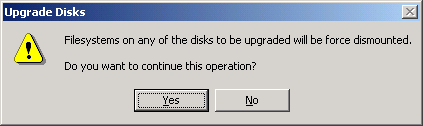 Upgrade Disks
Filesystems on any of the disks to be upgraded will be force dismounted.
Do you want to continue this operation?
Yes
No